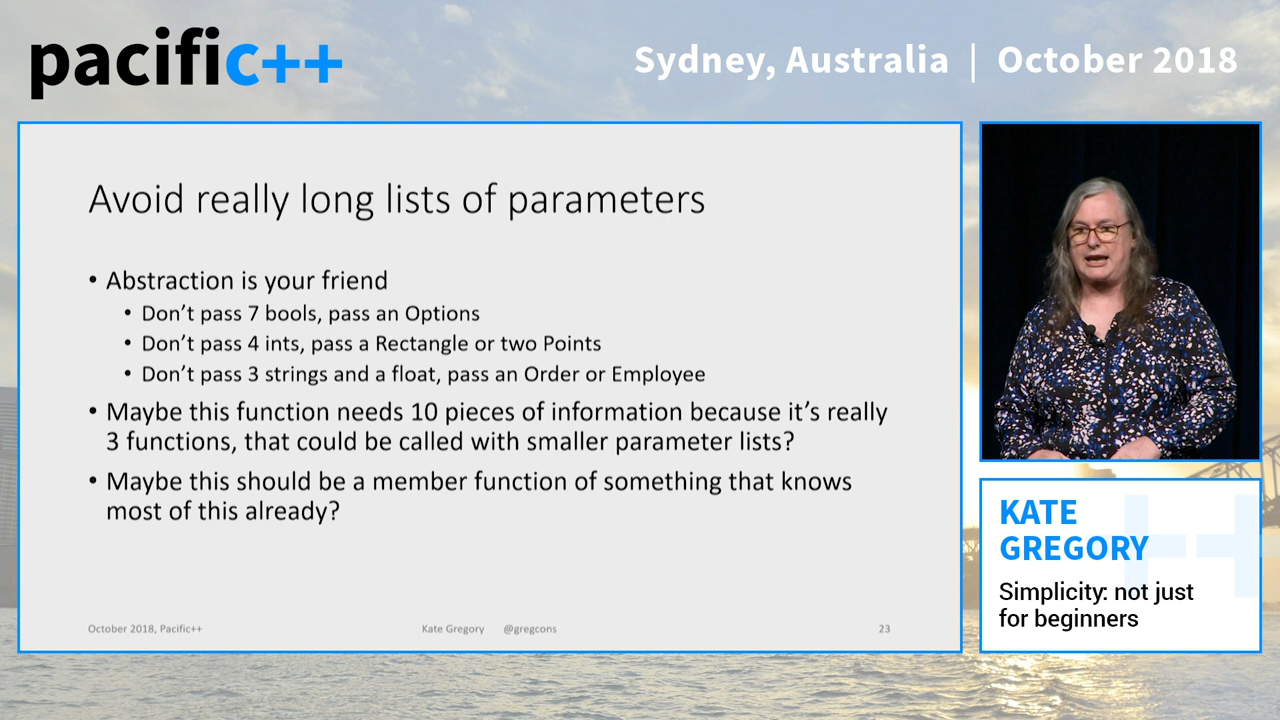 pacific++
Sydney, Australia | October 2018
Avoid really long lists of parameters
• Abstraction is your friend
• Don't pass 7 bools, pass an Options
• Don't pass 4 ints, pass a Rectangle or two Points
• Don't pass 3 strings and a float, pass an Order or Employee
• Maybe this function needs 10 pieces of information because it's really
3 functions, that could be called with smaller parameter lists?
• Maybe this should be a member function of something that knows
most of this already?
October 2018, Pacific++
Kate Gregory @gregcons
23
KATE
GREGORY
Simplicity: not just
for beginners